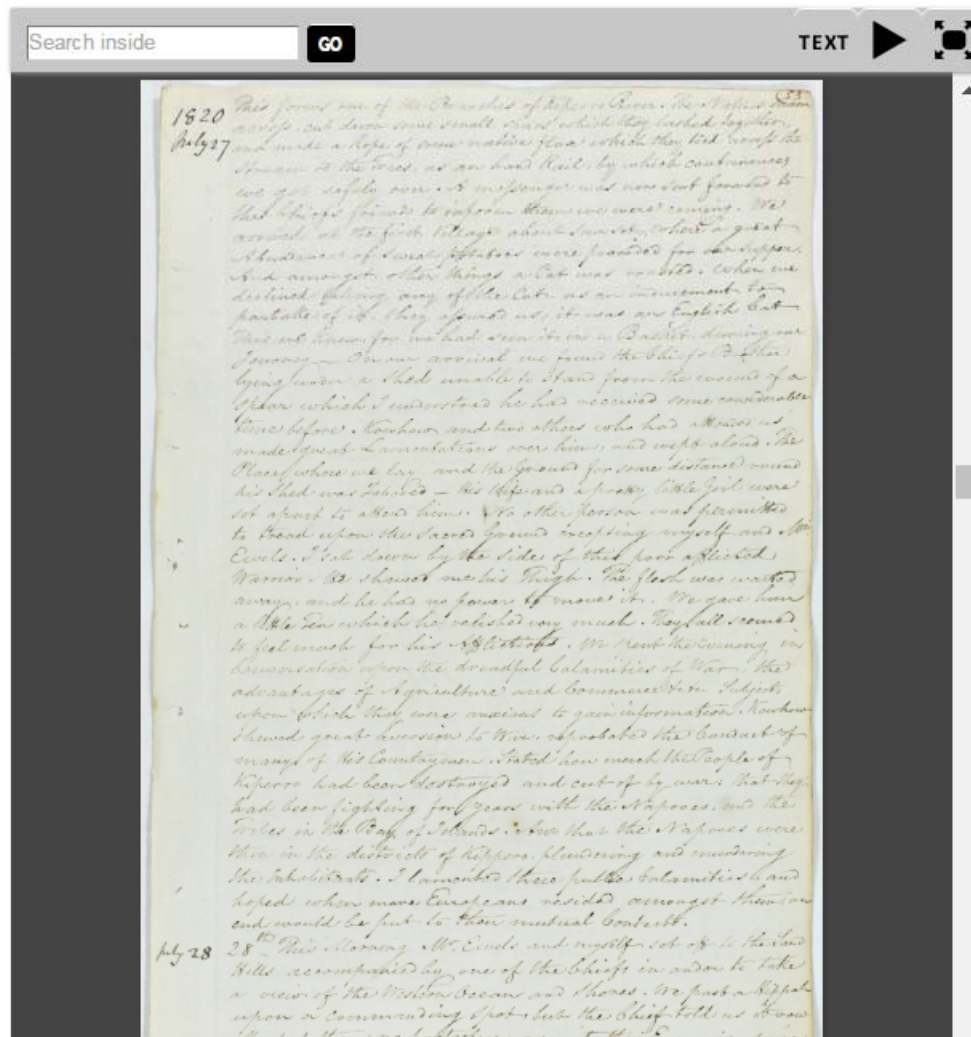 Search inside
GO
TEXT
53
1820
July 27
This forms one of the Branches of Kiperro River. The Natives swam
across, cut down some small trees which they lashed together,
and made a Rope of some native flax which they tied across the
Stream to the Trees, as an hand Rail, by which contrivances
we got safely over. A messenger was now sent forward to
the Chiefs friends to inform them we were coming. We
arrived at the first Village about sunset, where a great
Abundance of sweet potatoes were provided for our supper.
And amongst other things a Cat was roasted. When we
declined eating any of the Cat, as an inducement to
partake of it, they assured us, it was an English Cat
This we knew for we had seen it in a Basket during our
Journey — On our arrival we found the Chiefs Brother
lying under a Shed unable to stand from the wound of a
spear which I understood he had received some considerable
time before. Kowhow and two others who had attended us
made great Lamentations over him, and wept aloud. The
Place where he lay and the Ground for some distance round
his shed was Tabooed — His Wife and a pretty little Girl were
set apart to attend him. No other person was permitted
to tread upon the sacred Ground excepting myself and Mr.
Ewels. I sat down by the side of this poor afflicted
Warrior. He shewed me his Thigh. The flesh was wasted
away, and he had no power to move it. We gave him
a little Tea which he relished very much. They all seemed
to feel much for his Afflictions. We spent the Evening in
Conversation upon the dreadful Calamities of War, the
advantages of Agriculture and Commerce &c. Subjects
upon which they were anxious to gain information. Kowhow
shewed great aversion to War, reprobated the Conduct of
many of His Countrymen. Stated how much the People of
Kiperro had been destroyed and cut of by war; that they
had been fighting for years with the Napooes, and the
Tribes in the Bay of Islands. And that the Napooes were
then in the districts of Kipperro, plundering and murdering
the Inhabitants. I lamented these public Calamities, and
hoped when more Europeans resided amongst them an
end would be put to their mutual Contests.
July 28
28th This Morning Mr. Ewels and myself set off to the Sand
Hills accompanied by one of the Chiefs in order to take
a view of the Western Ocean and shores. We past a Hippah
upon a commanding spot, but the Chief told us it was